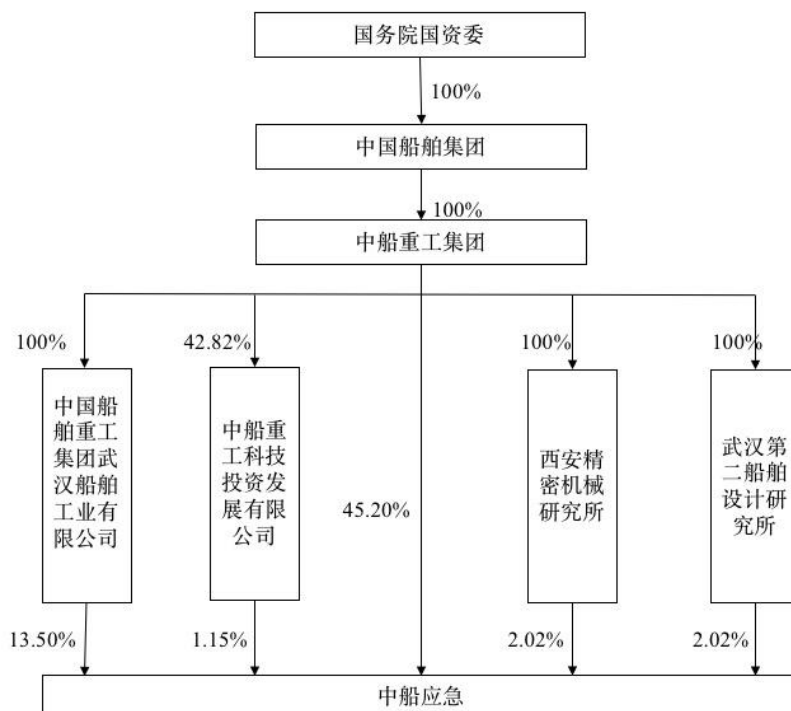 国务院国资委
100%
中国船舶集团
100%
中船重工集团
100%
42.82%
100%
100%
中国船
舶重工
集团武
汉船舶
工业有
限公司
中船重
工科技
投资发
展有限
公司
45.20%
西安精
密机械
研究所
武汉第
二船舶
设计研
究所
13.50%
1.15%
2.02%
2.02%
中船应急